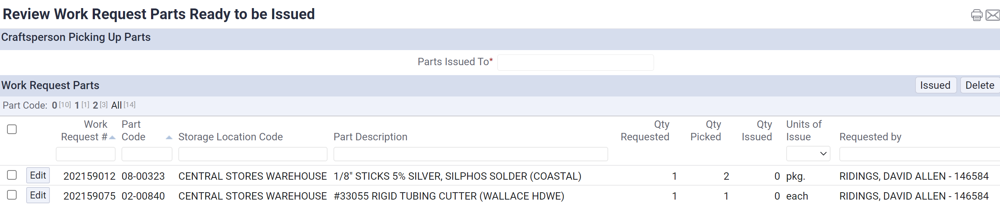 Review Work Request Parts Ready to be Issued
Craftsperson Picking Up Parts
Parts Issued To*
Work Request Parts Issued Delete
Part Code: 0 [10] 1 [1] 2 [3] All [14]
Work Part Qty Qty Qty Units of
Request # Code Storage Location Code Part Description Requested Picked Issued Issue Requested by
Edit 202159012 08-00323 CENTRAL STORES WAREHOUSE 1/8" STICKS 5% SILVER, SILPHOS SOLDER (COASTAL) 1 2 0 pkg. RIDINGS, DAVID ALLEN - 146584
Edit 202159075 02-00840 CENTRAL STORES WAREHOUSE #33055 RIGID TUBING CUTTER (WALLACE HDWE) 1 1 0 each RIDINGS, DAVID ALLEN - 146584